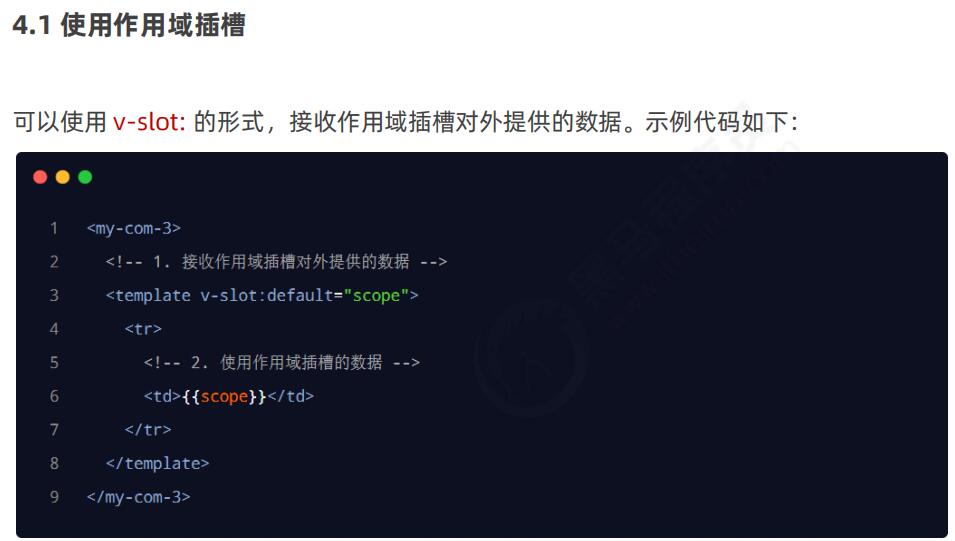 4.1 使用作用域插槽
可以使用 v-slot: 的形式，接收作用域插槽对外提供的数据。示例代码如下：
1 <my-com-3>
2 <!-- 1. 接收作用域插槽对外提供的数据 -->
3 <template v-slot:default="scope">
4 <tr>
5 <!-- 2. 使用作用域插槽的数据 -->
6 <td>{{scope}}</td>
7 </tr>
8 </template>
9 </my-com-3>